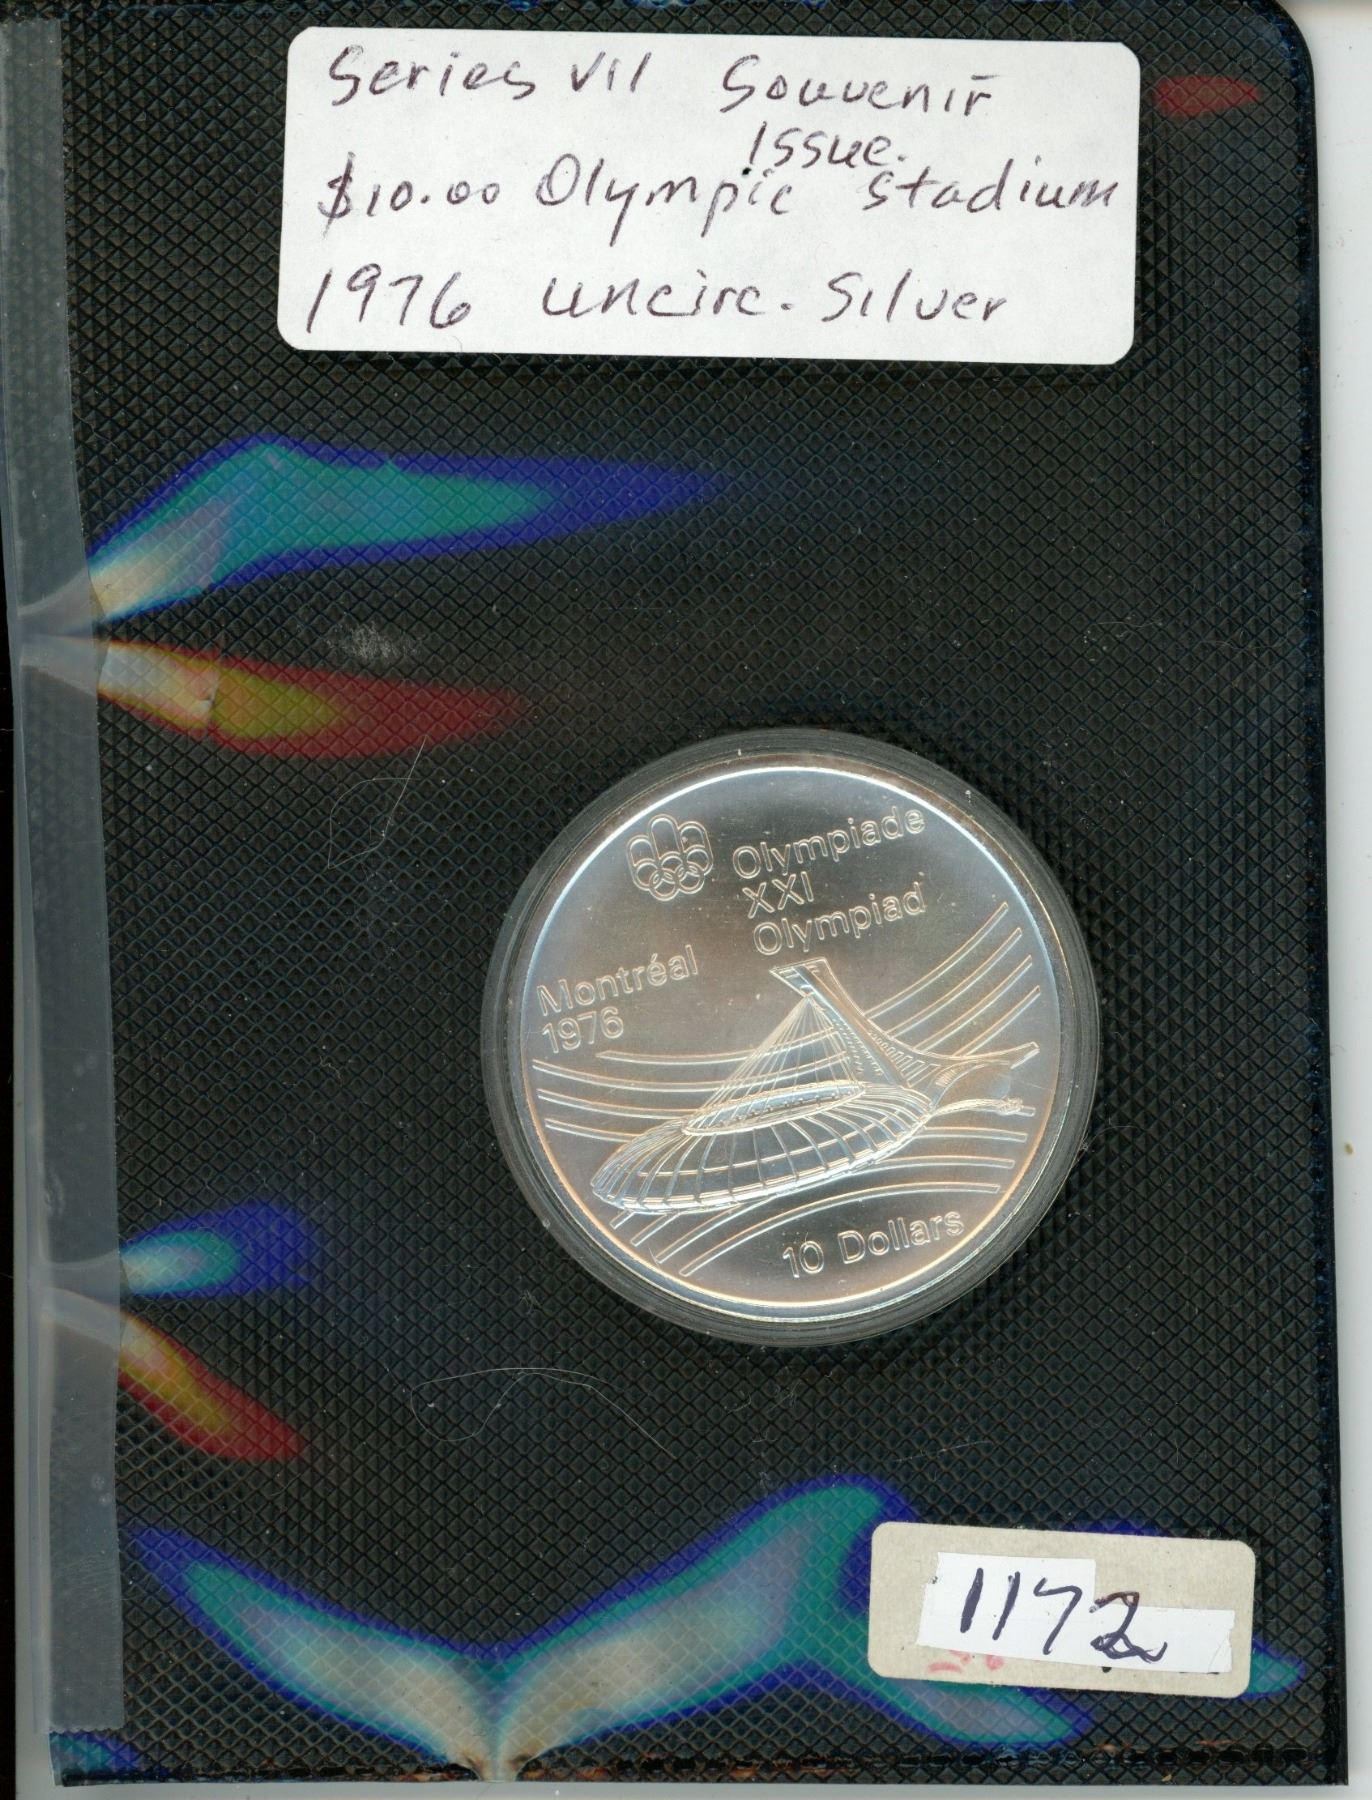 Series VII Souvenir
Issue.
$10.00 Olympic Stadium
1976 uncirc. Silver
Olympiade
XXI
Olympiad
Montréal
1976
10 Dollars
1172